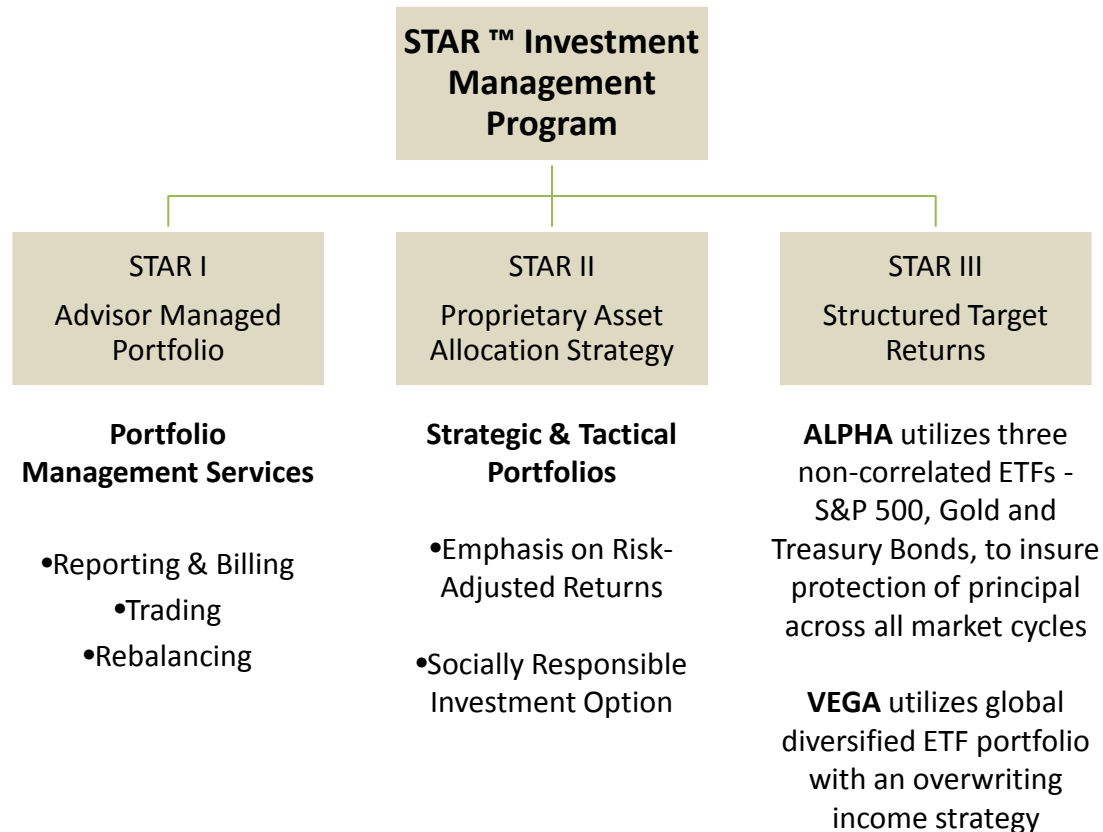 STAR ™ Investment
Management
Program
STAR I
Advisor Managed
Portfolio
Portfolio
Management Services
•Reporting & Billing
•Trading
•Rebalancing
STAR II
Proprietary Asset
Allocation Strategy
Strategic & Tactical
Portfolios
•Emphasis on Risk-
Adjusted Returns
•Socially Responsible
Investment Option
STAR III
Structured Target
Returns
ALPHA utilizes three
non-correlated ETFs -
S&P 500, Gold and
Treasury Bonds, to insure
protection of principal
across all market cycles
VEGA utilizes global
diversified ETF portfolio
with an overwriting
income strategy